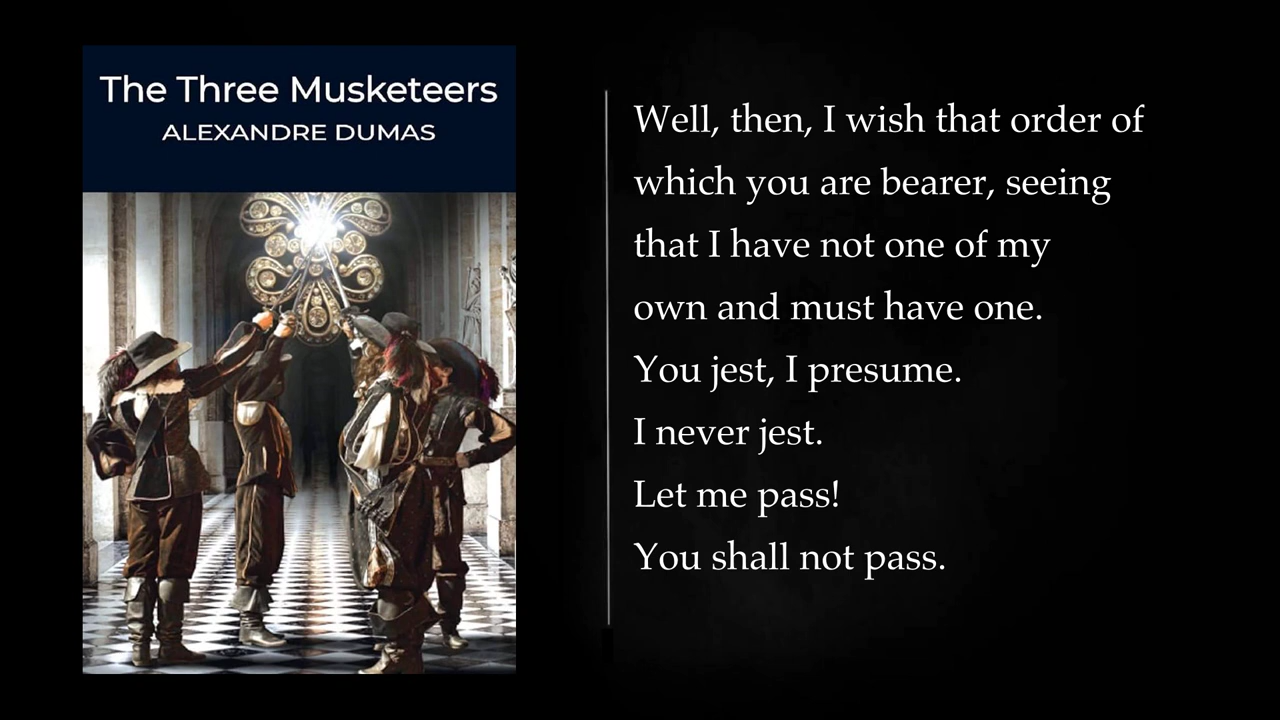 The Three Musketeers
ALEXANDRE DUMAS
Well, then, I wish that order of
which you are bearer, seeing
that I have not one of my
own and must have one.
You jest, I presume.
I never jest.
Let me pass!
You shall not pass.